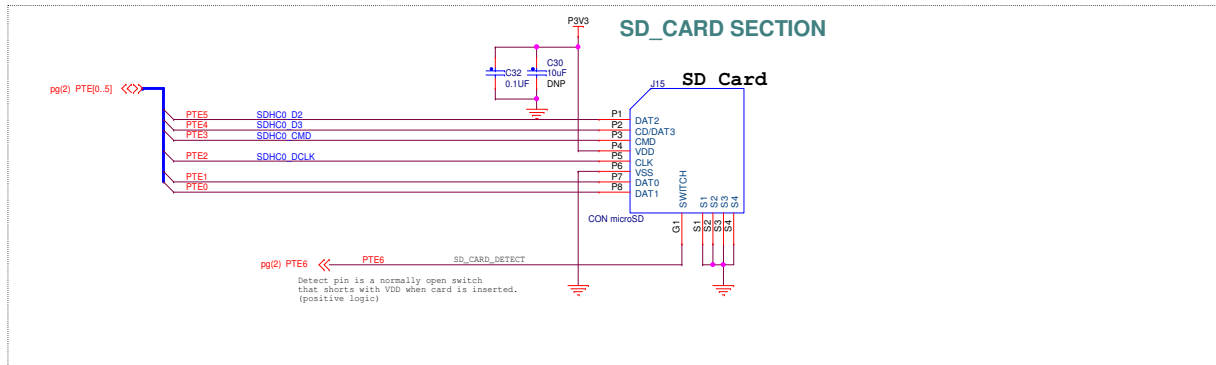 P3V3
SD_CARD SECTION
C32
0.1UF
C30
10uF
DNP
J15
SD Card
pg(2) PTE[0..5]
PTE5 SDHC0_D2 P1 DAT2
PTE4 SDHC0_D3 P2 CD/DAT3
PTE3 SDHC0_CMD P3 CMD
P4 VDD
PTE2 SDHC0_DCLK P5 CLK
P6 VSS
PTE1 P7 DAT0
PTE0 P8 DAT1
SWITCH
S1
S2
S3
S4
CON microSD
G1
S1
S2
S3
S4
pg(2) PTE6 PTE6 SD_CARD_DETECT
Detect pin is a normally open switch
that shorts with VDD when card is inserted.
(positive logic)